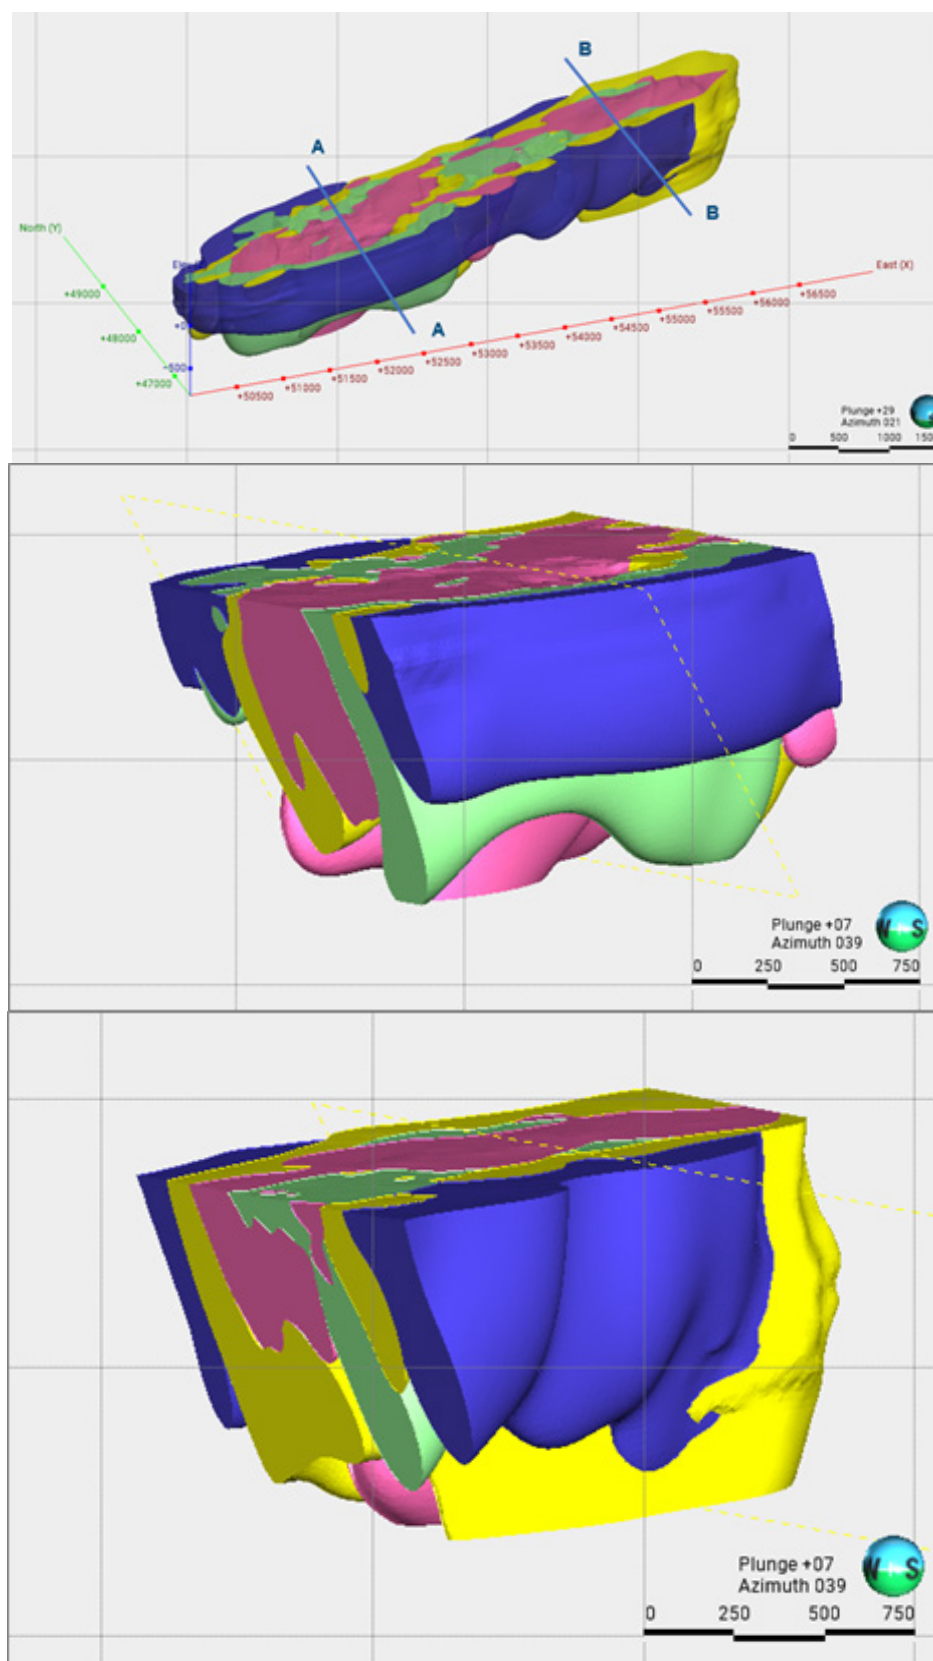 B
A
North (Y)
B
+49000
+48000
+47000
+0
-500
A
East (X)
+50500
+51000
+51500
+52000
+52500
+53000
+53500
+54000
+54500
+55000
+55500
+56000
+56500
Plunge +29
Azimuth 021
0 500 1000 1500
Plunge +07
Azimuth 039
W S
0 250 500 750
Plunge +07
Azimuth 039
W S
0 250 500 750